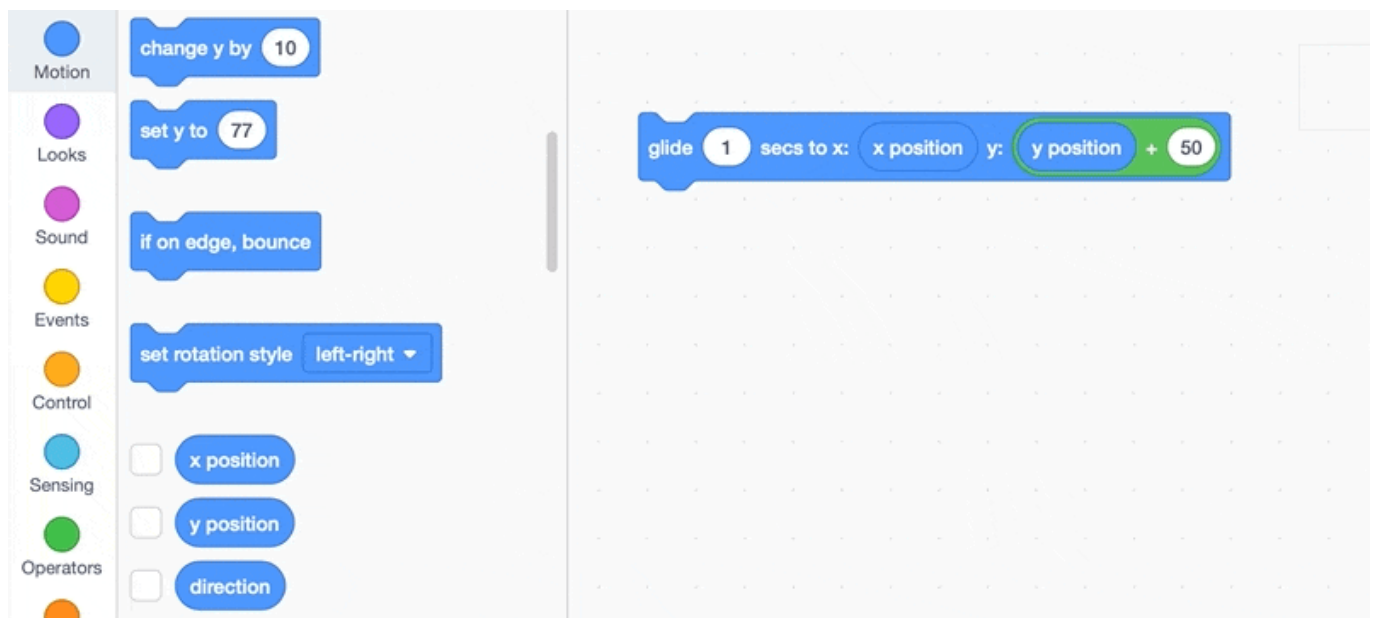 Motion
Looks
Sound
Events
Control
Sensing
Operators
change y by 10
set y to 77
if on edge, bounce
set rotation style left-right
x position
y position
direction
glide 1 secs to x: x position y: y position + 50